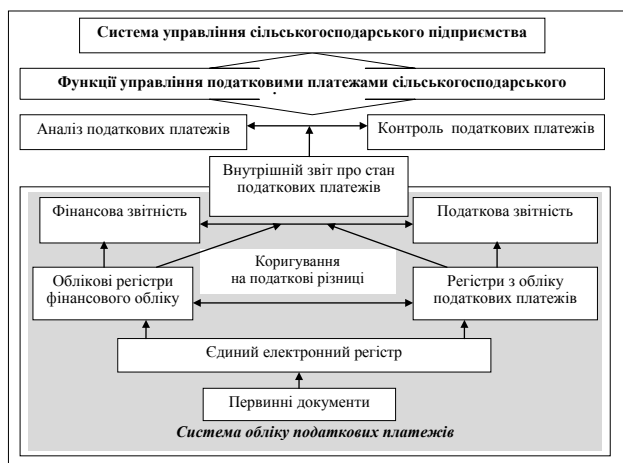 Система управління сільськогосподарського підприємства
Функції управління податковими платежами сільськогосподарського
Аналіз податкових платежів
Контроль податкових платежів
Внутрішній звіт про стан
податкових платежів
Фінансова звітність
Податкова звітність
Коригування
на податкові різниці
Облікові регістри
фінансового обліку
Регістри з обліку
податкових платежів
Єдиний електронний регістр
Первинні документи
Система обліку податкових платежів